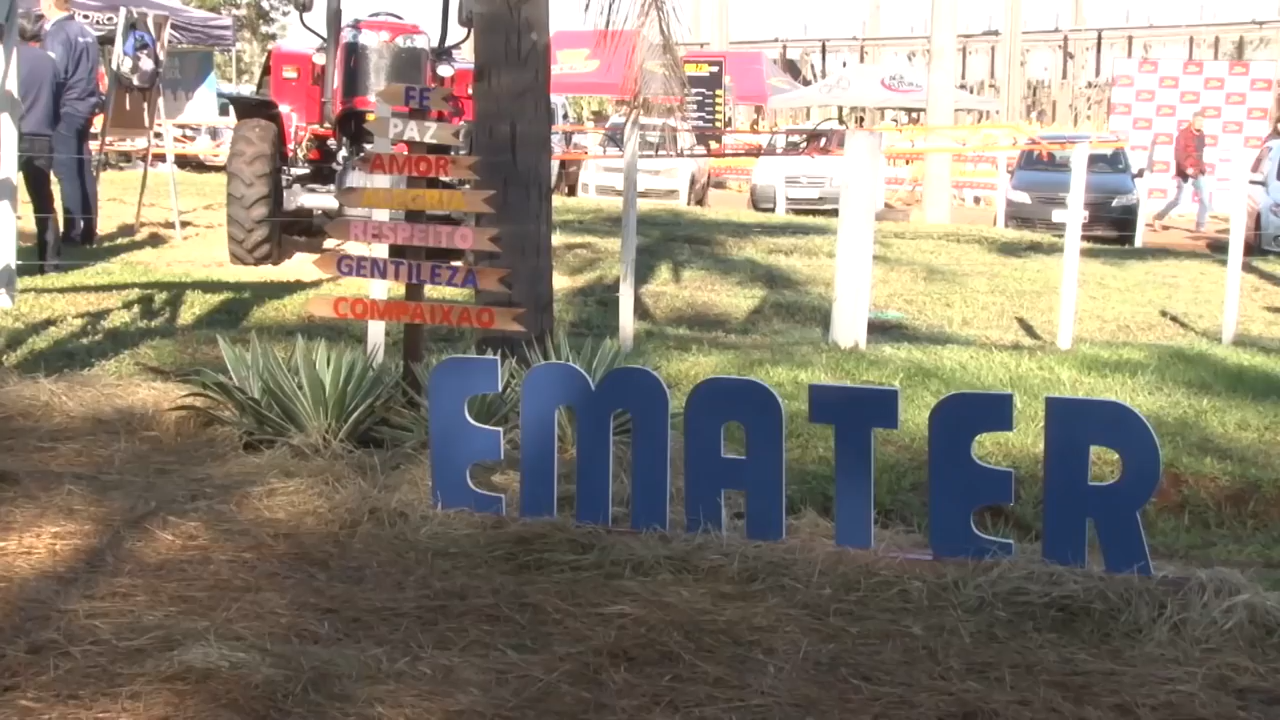 FÉ
PAZ
AMOR
ALEGRIA
RESPEITO
GENTILEZA
COMPAIXAO
EMATER